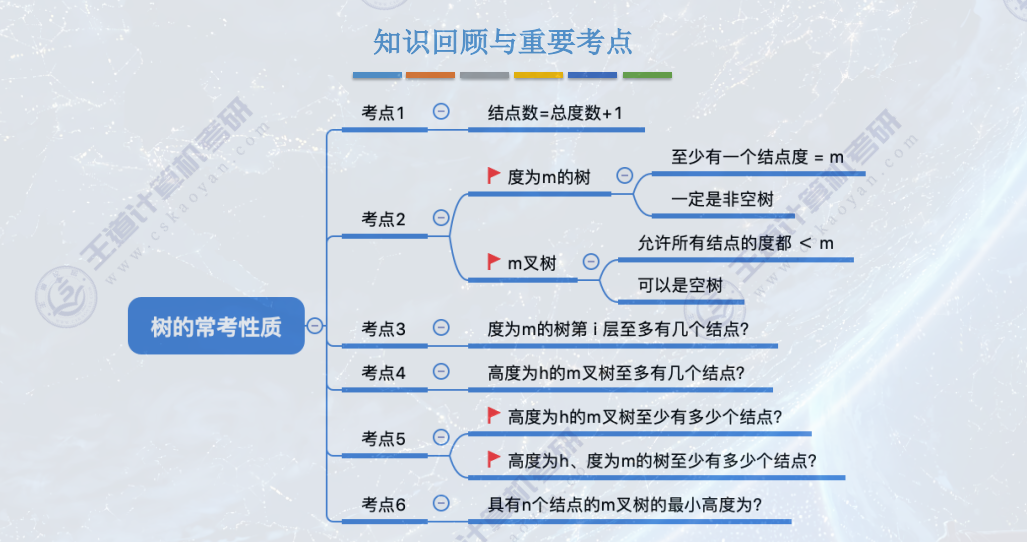 知识回顾与重要考点
树的常考性质
考点1
结点数=总度数+1
考点2
度为m的树
至少有一个结点度 = m
一定是非空树
m叉树
允许所有结点的度都 < m
可以是空树
考点3
度为m的树第 i 层至多有几个结点?
考点4
高度为h的m叉树至多有几个结点?
考点5
高度为h的m叉树至少有多少个结点?
高度为h、度为m的树至少有多少个结点?
考点6
具有n个结点的m叉树的最小高度为?
王道计算机考研
www.cskaoyan.com
王道计算机考研